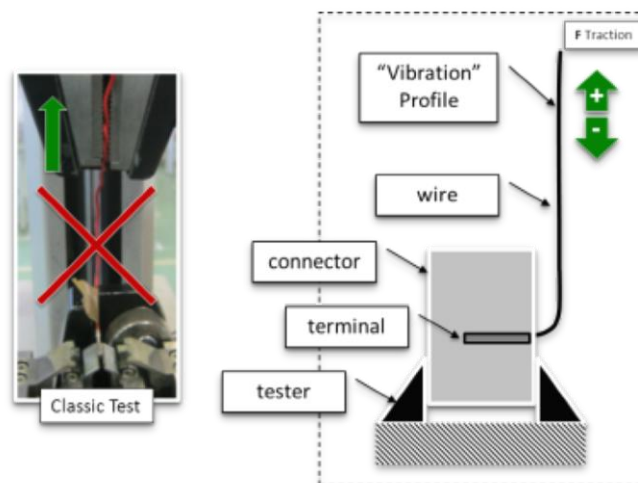 F Traction
“Vibration”
Profile
+
-
wire
connector
terminal
tester
Classic Test